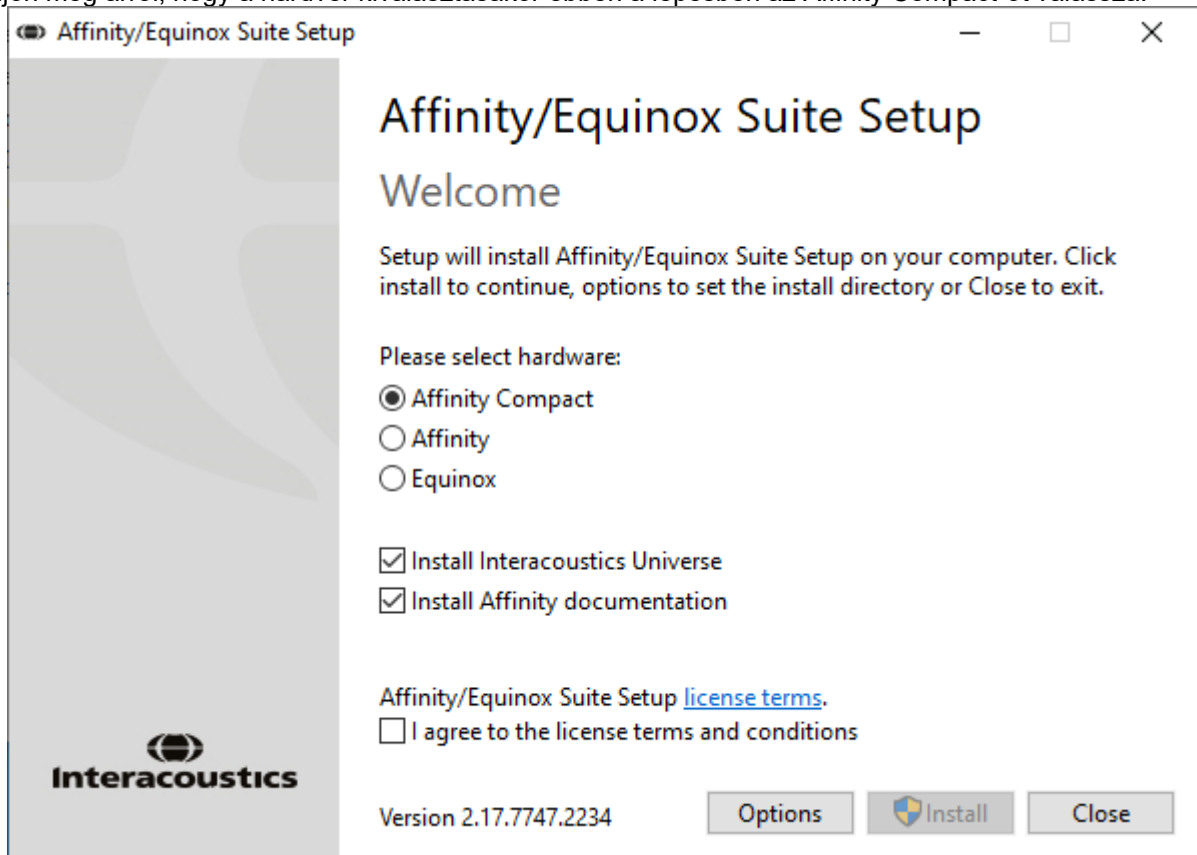 Affinity/Equinox Suite Setup
Affinity/Equinox Suite Setup
Welcome
Setup will install Affinity/Equinox Suite Setup on your computer. Click
install to continue, options to set the install directory or Close to exit.
Please select hardware:
Affinity Compact
Affinity
Equinox
Install Interacoustics Universe
Install Affinity documentation
Affinity/Equinox Suite Setup license terms.
I agree to the license terms and conditions
Interacoustics
Version 2.17.7747.2234
Options
Install
Close